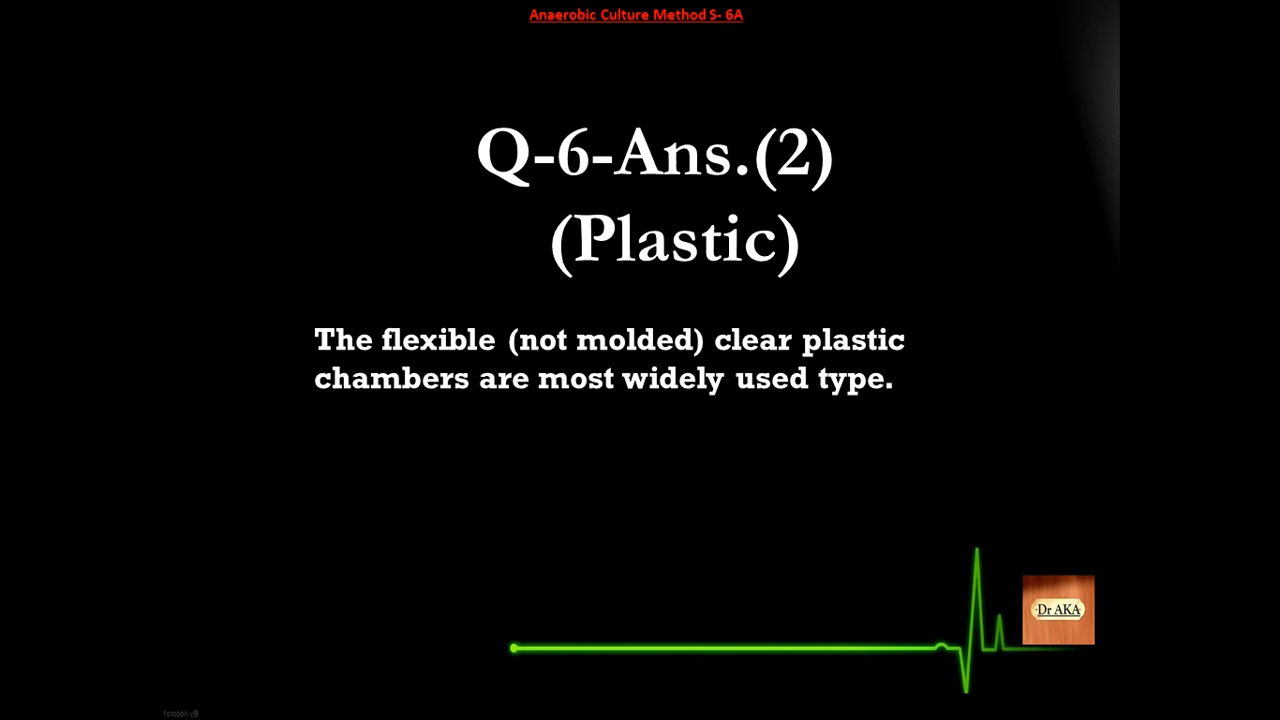 Anaerobic Culture Method S- 6A
Q-6-Ans.(2)
(Plastic)
The flexible (not molded) clear plastic
chambers are most widely used type.
Dr AKA